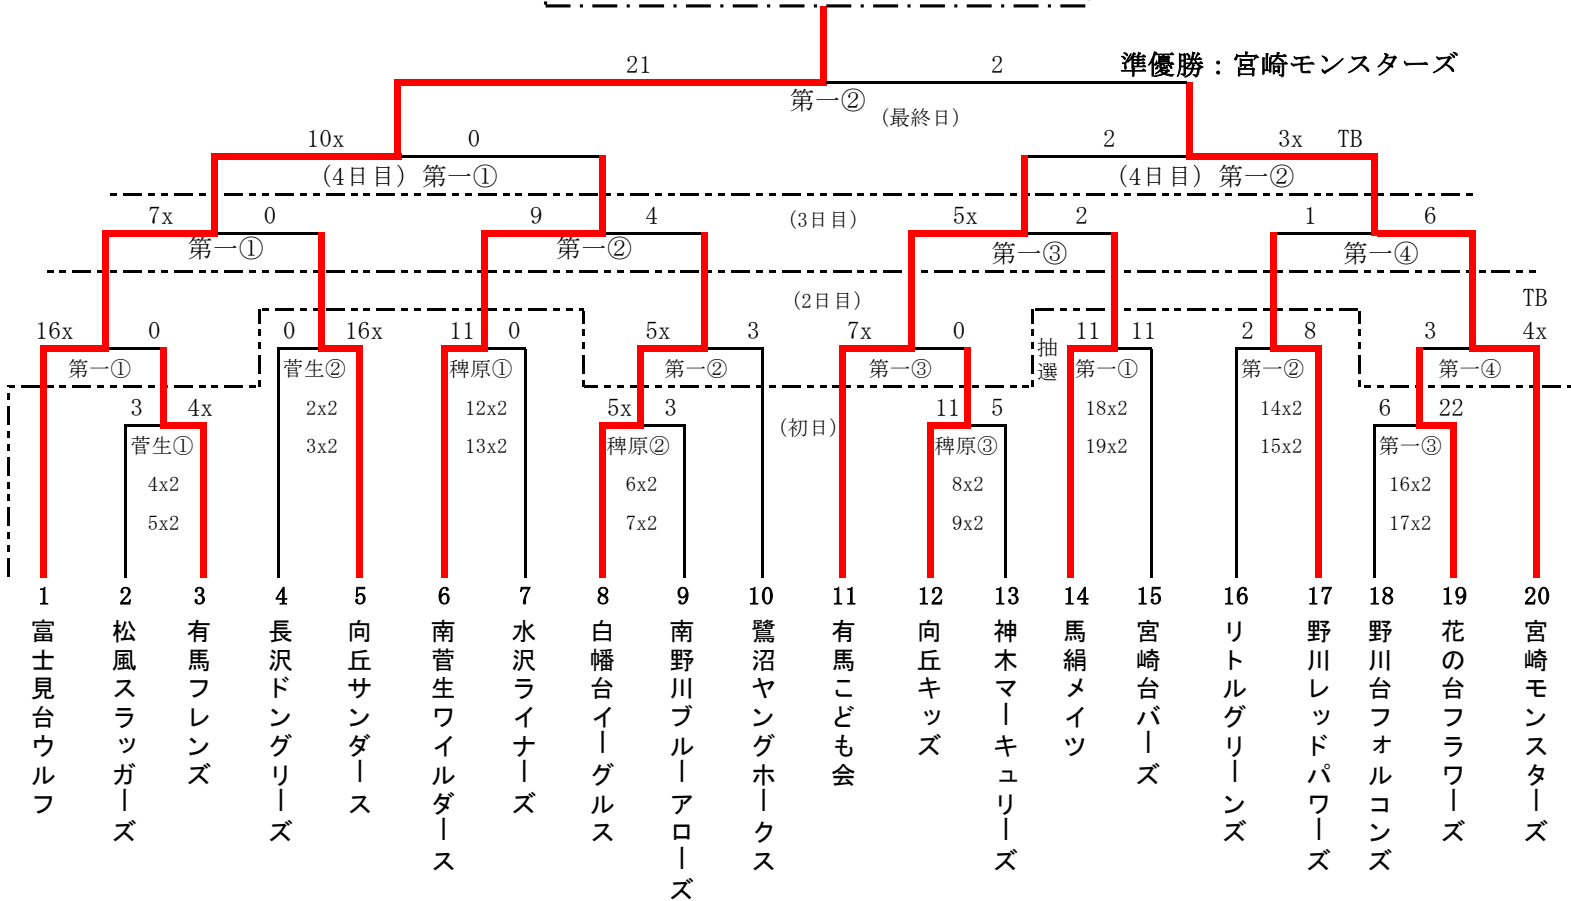 21 2 準優勝：宮崎モンスターズ
第一② (最終日)
10x 0 2 3x TB
(4日目) 第一① (4日目) 第一②
7x 0 9 4 (3日目) 5x 2 1 6
第一① 第一② 第一③ 第一④
(2日目) TB
16x 0 0 16x 11 0 5x 3 7x 0 抽選 11 11 2 8 3 4x
第一① 菅生② 稗原① 第一② 第一③ 第一① 第一② 第一④
3 4x 2x2 12x2 5x 3 (初日) 11 5 18x2 14x2 6 22
菅生① 3x2 13x2 稗原② 稗原③ 19x2 15x2 第一③
4x2 6x2 8x2 16x2
5x2 7x2 9x2 17x2
1 2 3 4 5 6 7 8 9 10 11 12 13 14 15 16 17 18 19 20
富士見台ウルフ
松風スラッガーズ
有馬フレンズ
長沢ドングリーズ
向丘サンダース
南菅生ワイルダース
水沢ライナーズ
白幡台イーグルス
南野川ブルーアローズ
鷺沼ヤングホークス
有馬こども会
向丘キッズ
神木マーキュリーズ
馬絹メイツ
宮崎台バーズ
リトルグリーンズ
野川レッドパワーズ
野川台フォルコンズ
花の台フラワーズ
宮崎モンスターズ